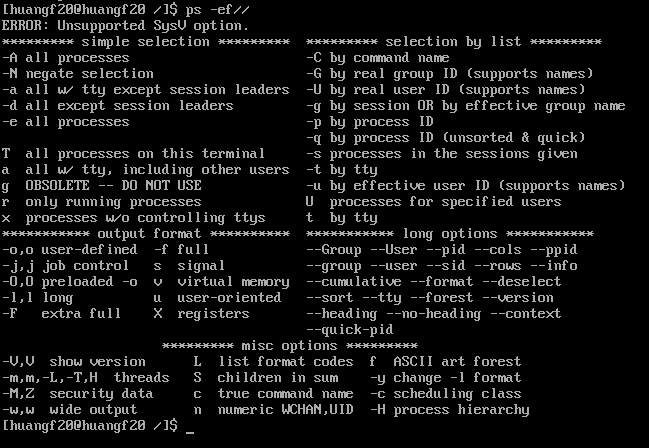 [huangf20@huangf20 /]$ ps -ef//
ERROR: Unsupported SysV option.
********* simple selection *********  ********* selection by list *********
-A all processes                      -C by command name
-N negate selection                   -G by real group ID (supports names)
-a all w/ tty except session leaders  -U by real user ID (supports names)
-d all except session leaders         -g by session OR by effective group name
-e all processes                      -p by process ID
                                      -q by process ID (unsorted & quick)
T  all processes on this terminal     -s processes in the sessions given
a  all w/ tty, including other users  -t by tty
g  OBSOLETE -- DO NOT USE             -u by effective user ID (supports names)
r  only running processes             U  processes for specified users
x  processes w/o controlling ttys     t  by tty
*********** output format **********  *********** long options ***********
-o,o user-defined  -f full            --Group --User --pid --cols --ppid
-j,j job control   s  signal          --group --user --sid --rows --info
-O,O preloaded -o  v  virtual memory  --cumulative --format --deselect
-l,l long          u  user-oriented   --sort --tty --forest --version
-F   extra full    X  registers       --heading --no-heading --context
                                      --quick-pid
                    ********* misc options *********
-V,V  show version      L  list format codes  f  ASCII art forest
-m,m,-L,-T,H  threads   S  children in sum    -y change -l format
-M,Z  security data     c  true command name  -c scheduling class
-w,w  wide output       n  numeric WCHAN,UID  -H process hierarchy
[huangf20@huangf20 /]$ _